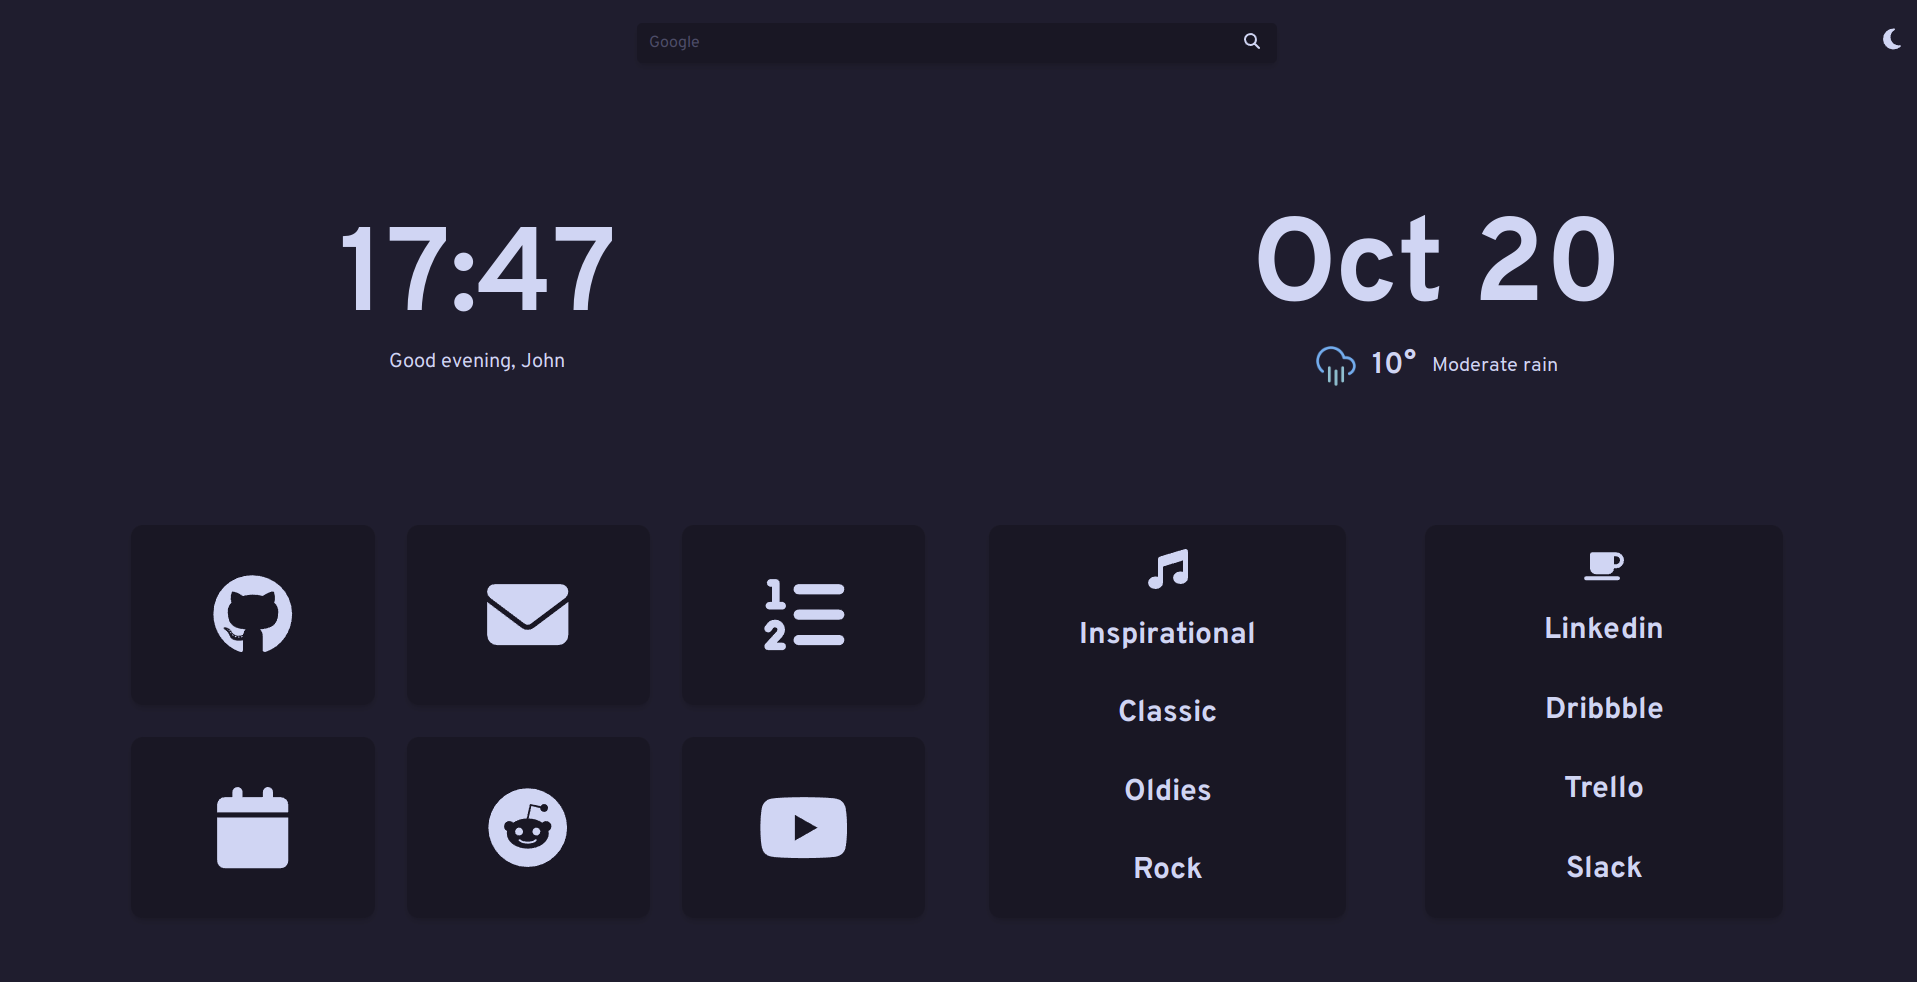 Google
17:47
Good evening, John
Oct 20
10° Moderate rain
1
2
Inspirational
Classic
Oldies
Rock
Linkedin
Dribbble
Trello
Slack